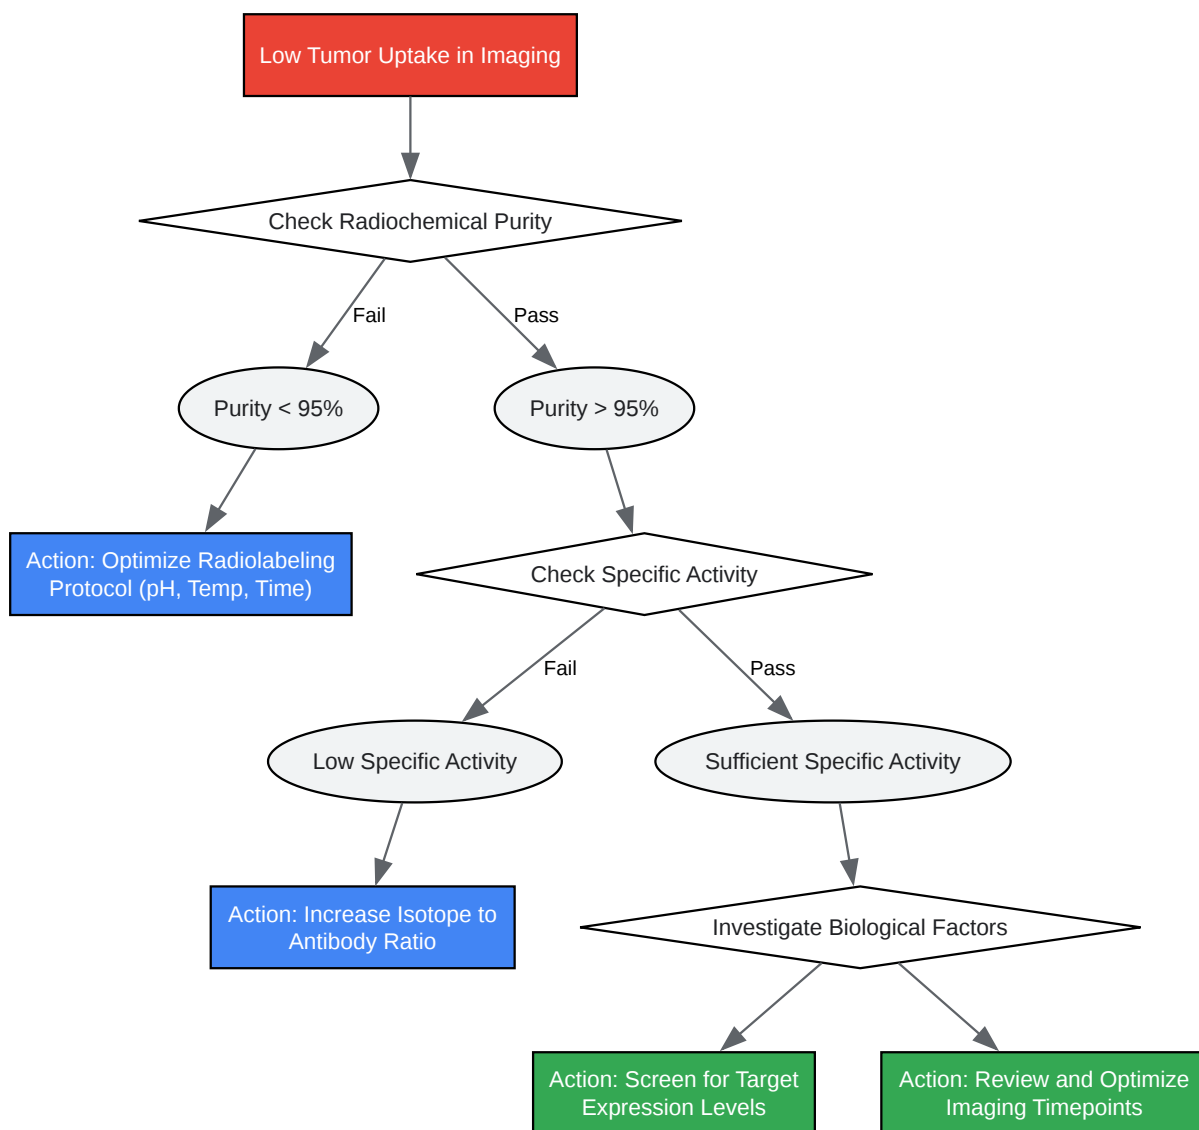 Low Tumor Uptake in Imaging
Check Radiochemical Purity
Fail
Pass
Purity < 95%
Purity > 95%
Action: Optimize Radiolabeling
Protocol (pH, Temp, Time)
Check Specific Activity
Fail
Pass
Low Specific Activity
Sufficient Specific Activity
Action: Increase Isotope to
Antibody Ratio
Investigate Biological Factors
Action: Screen for Target
Expression Levels
Action: Review and Optimize
Imaging Timepoints